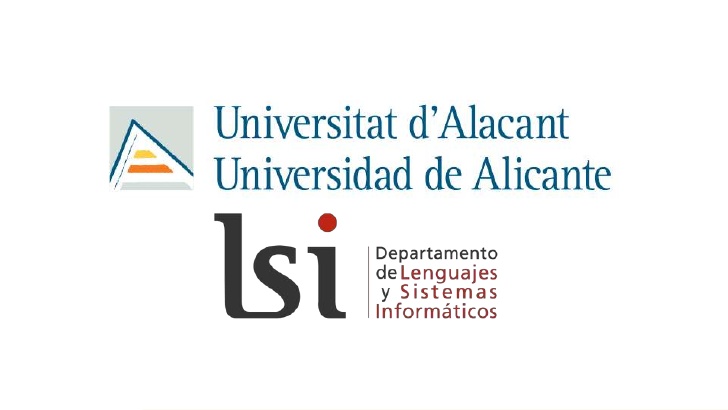 Universitat d'Alacant
Universidad de Alicante
lsi
Departamento
de Lenguajes
y Sistemas
Informáticos